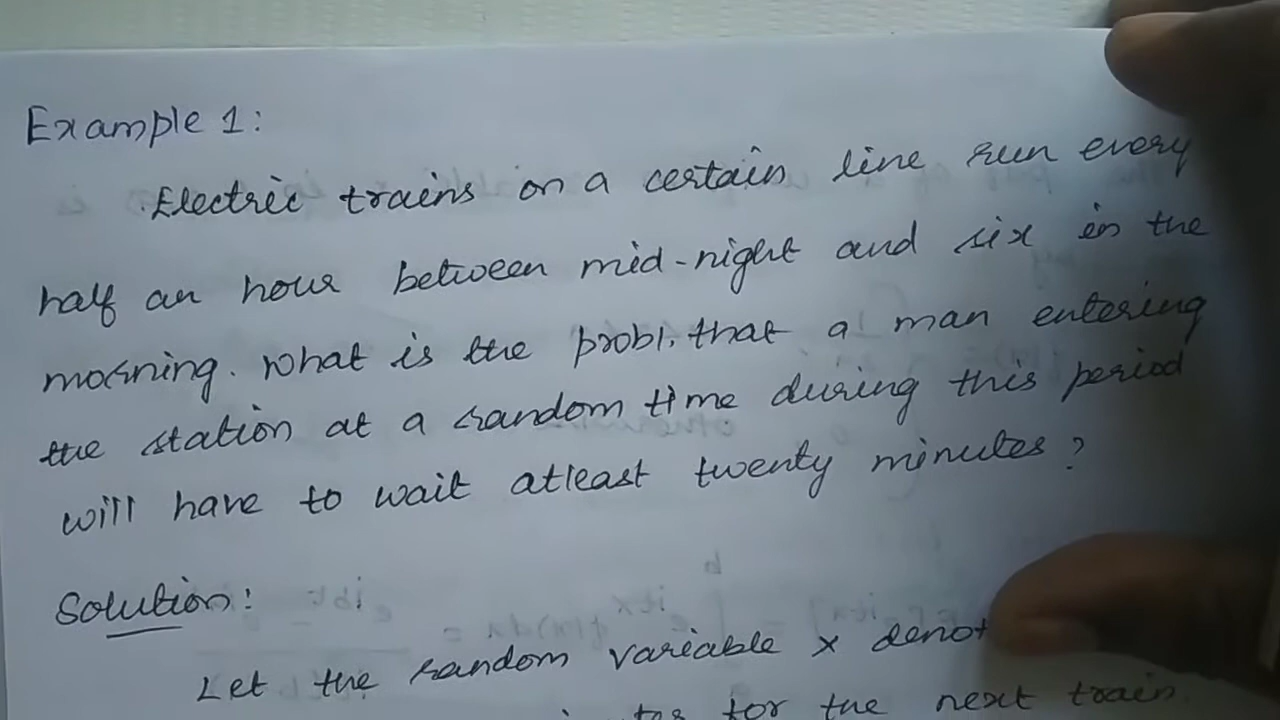 Example 1:
Electric trains on a certain line run every
half an hour between mid-night and six in the
morning. What is the probl. that a man entering
the station at a random time during this period
will have to wait atleast twenty minutes?
Solution:
Let the random variable x denot
for the next train.